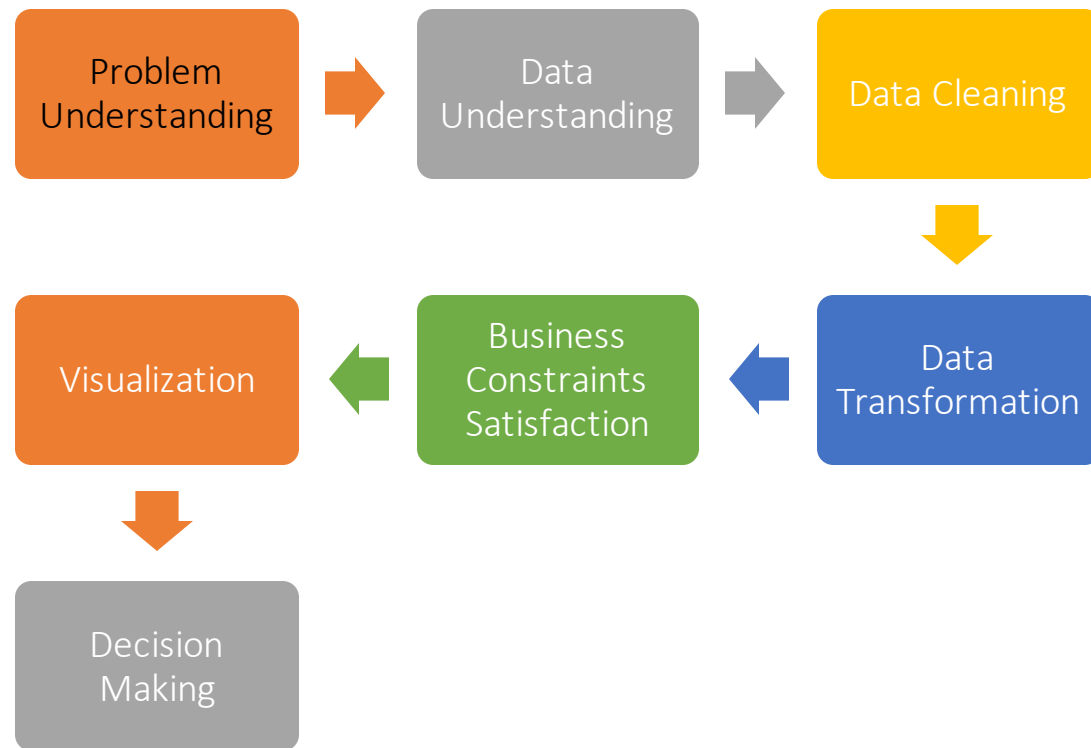 Problem
Understanding
Data
Understanding
Data Cleaning
Data
Transformation
Business
Constraints
Satisfaction
Visualization
Decision
Making